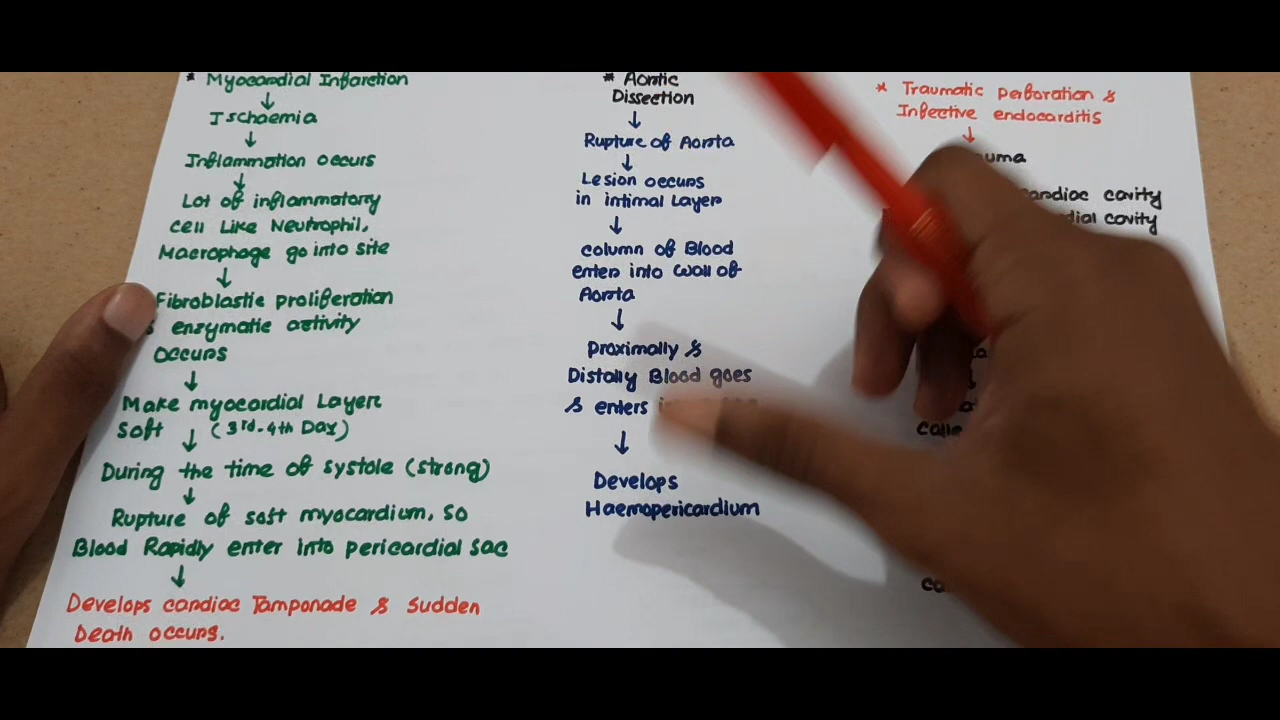 * Myocardial Infarction
↓
Ischaemia
↓
Inflammation occurs
↓
Lot of inflammatory
cell Like Neutrophil,
Macrophage go into site
↓
Fibroblastic proliferation
& enzymatic activity
occurs
↓
Make myocardial Layer
soft (3rd-4th Day)
↓
During the time of systole (strong)
↓
Rupture of soft myocardium, so
Blood Rapidly enter into pericardial sac
↓
Develops cardiac Tamponade & Sudden
Death occurs.
* Aortic
Dissection
↓
Rupture of Aorta
↓
Lesion occurs
in intimal Layer
↓
column of Blood
enter into wall of
Aorta
↓
Proximally &
Distally Blood goes
& enters
↓
Develops
Haemopericardium
* Traumatic perforation &
Infective endocarditis
↓
cavity
cavity